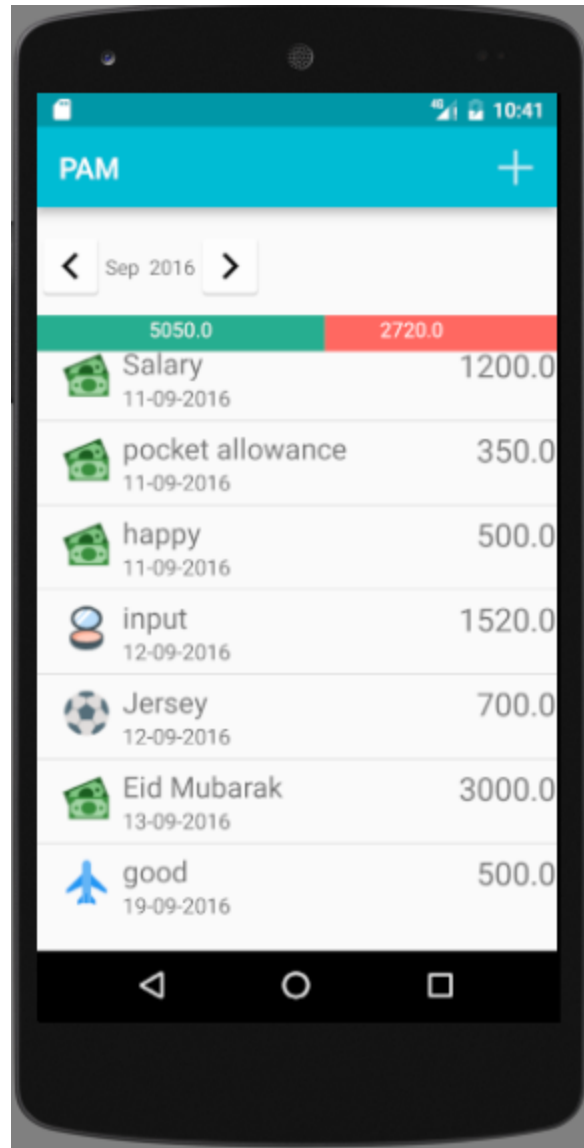 4G 10:41
PAM
Sep 2016
5050.0 2720.0
Salary 1200.0
11-09-2016
pocket allowance 350.0
11-09-2016
happy 500.0
11-09-2016
input 1520.0
12-09-2016
Jersey 700.0
12-09-2016
Eid Mubarak 3000.0
13-09-2016
good 500.0
19-09-2016